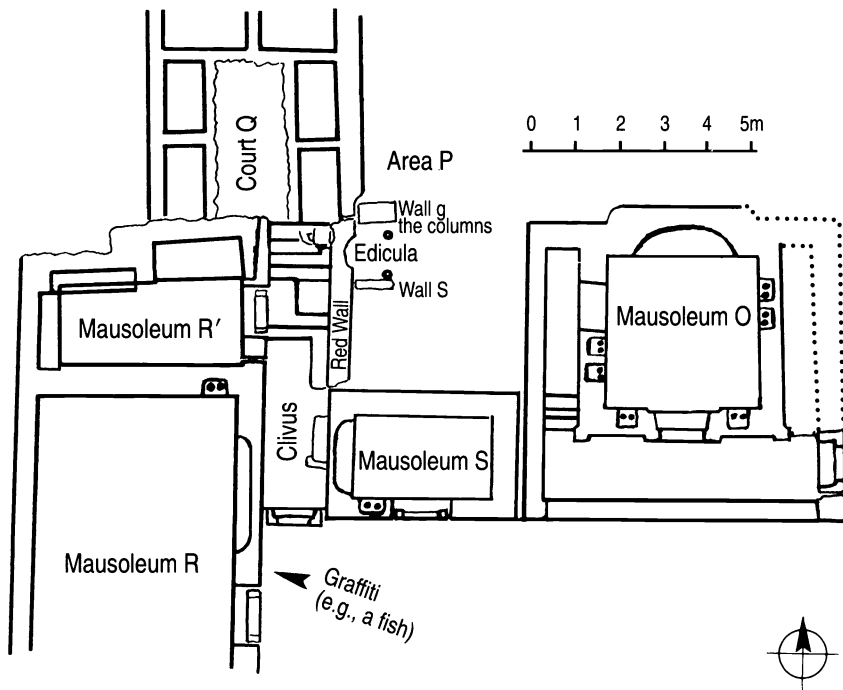 Court Q
0 1 2 3 4 5m
Area P
Wall g
the columns
Edicula
Wall S
Red Wall
Mausoleum R′
Mausoleum O
Clivus
Mausoleum S
Mausoleum R
Graffiti
(e.g., a fish)